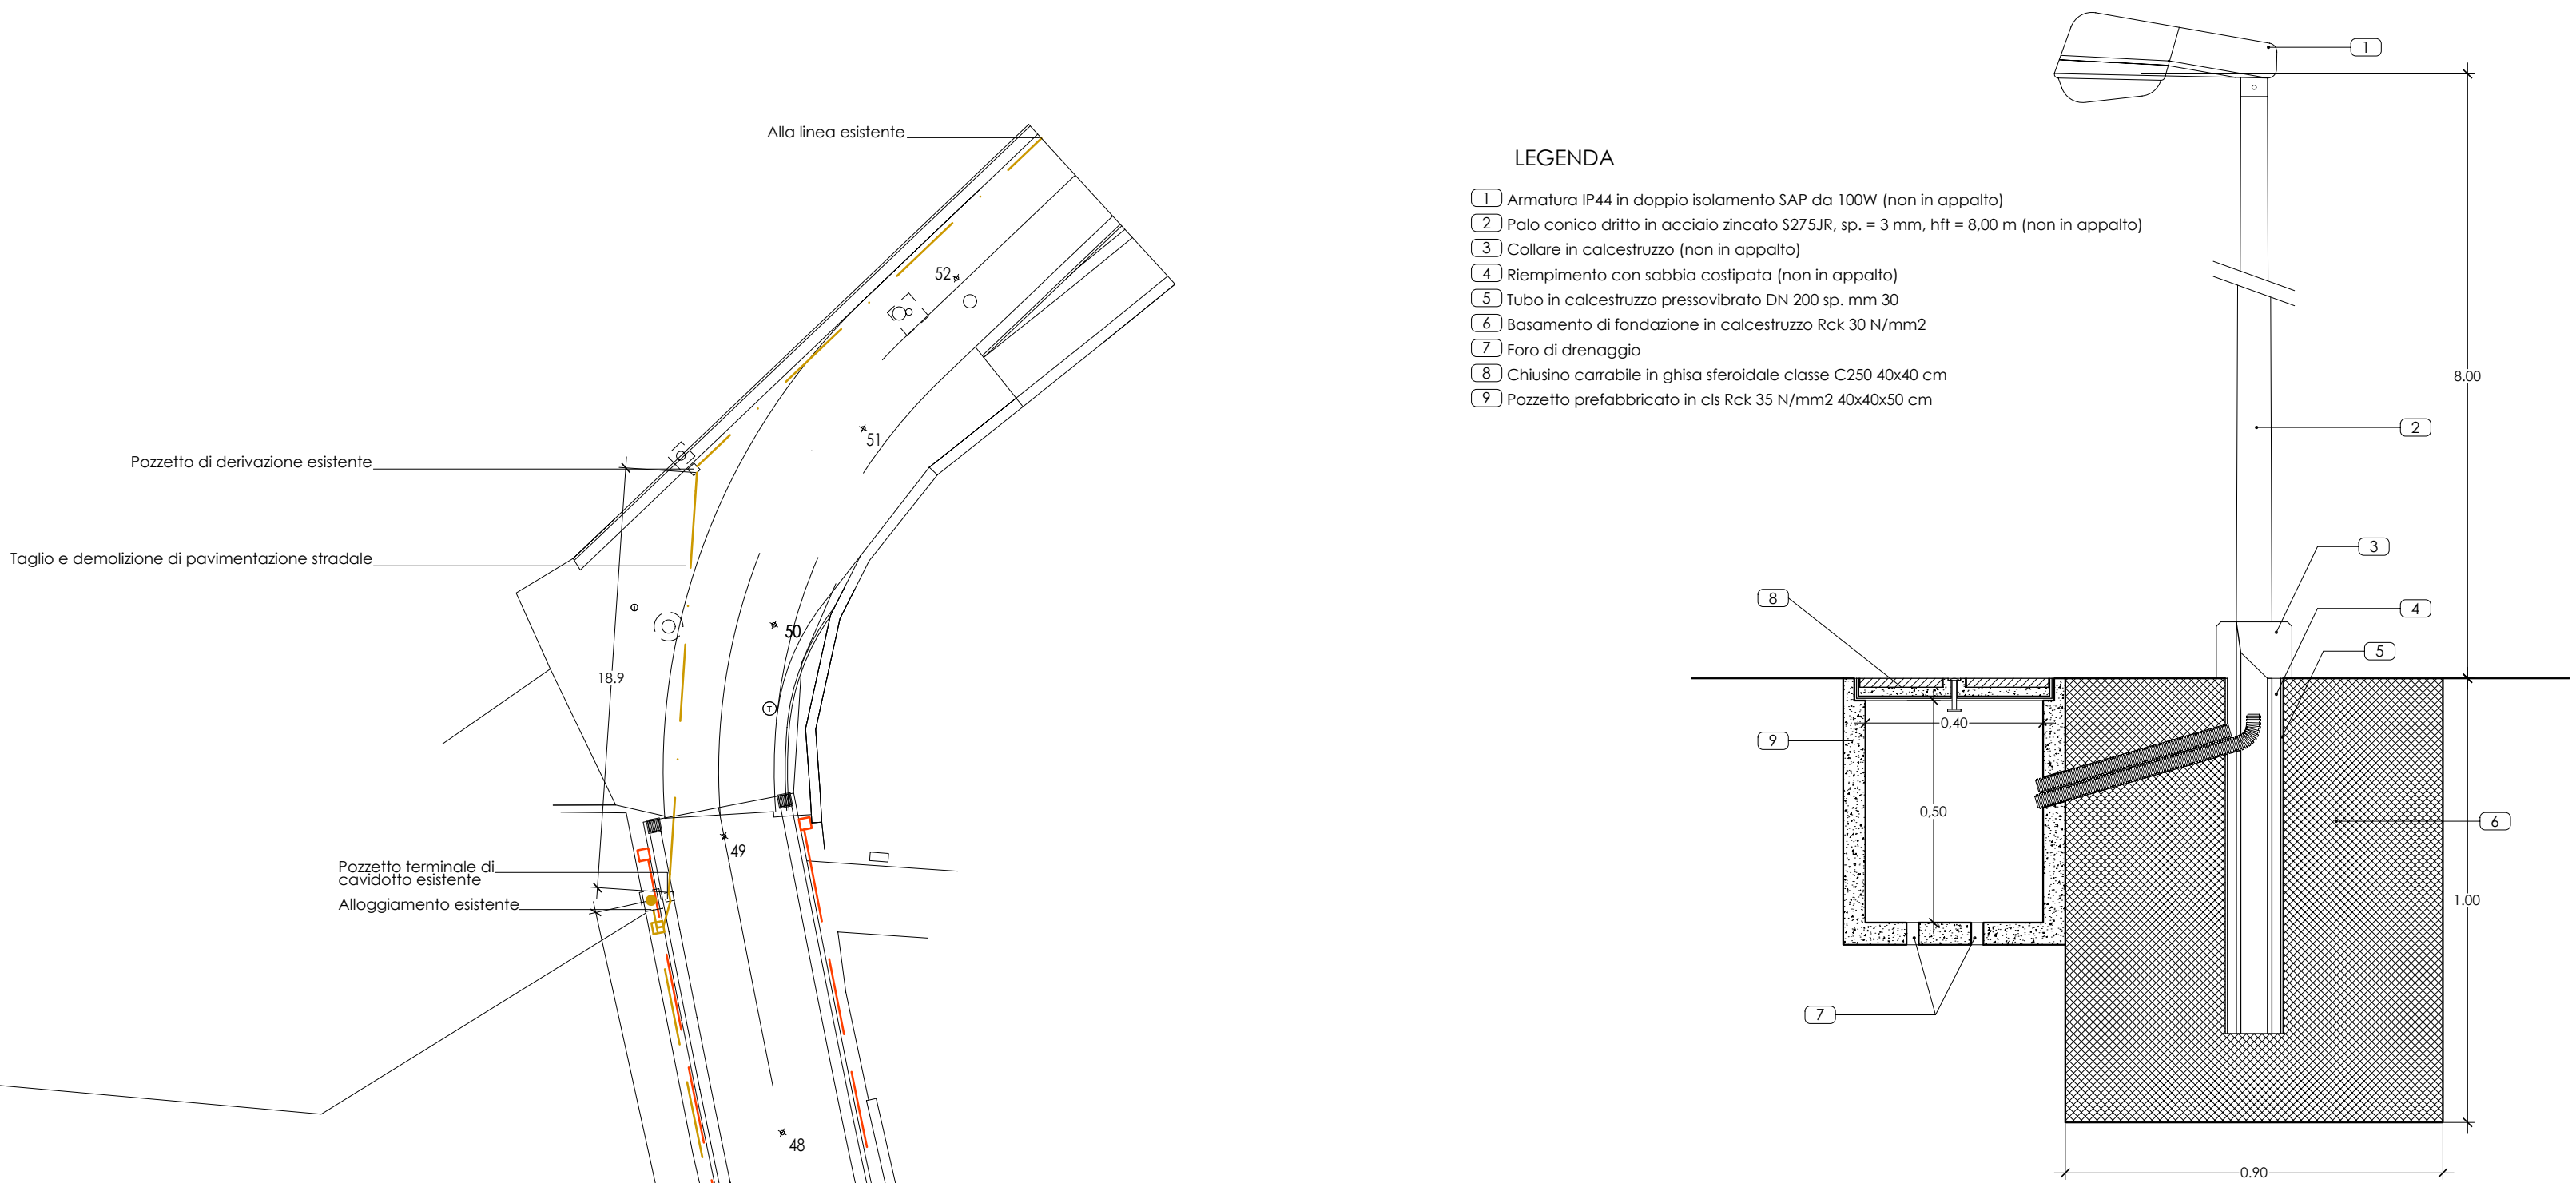 Alla linea esistente
52
51
Pozzetto di derivazione esistente
Taglio e demolizione di pavimentazione stradale
50
18.9
T
49
Pozzetto terminale di
cavidotto esistente
Alloggiamento esistente
48
LEGENDA
1 Armatura IP44 in doppio isolamento SAP da 100W (non in appalto)
2 Palo conico dritto in acciaio zincato S275JR, sp. = 3 mm, hft = 8,00 m (non in appalto)
3 Collare in calcestruzzo (non in appalto)
4 Riempimento con sabbia costipata (non in appalto)
5 Tubo in calcestruzzo pressovibrato DN 200 sp. mm 30
6 Basamento di fondazione in calcestruzzo Rck 30 N/mm2
7 Foro di drenaggio
8 Chiusino carrabile in ghisa sferoidale classe C250 40x40 cm
9 Pozzetto prefabbricato in cls Rck 35 N/mm2 40x40x50 cm
1
8.00
2
3
8
4
5
0,40
9
0,50
6
1.00
7
0.90